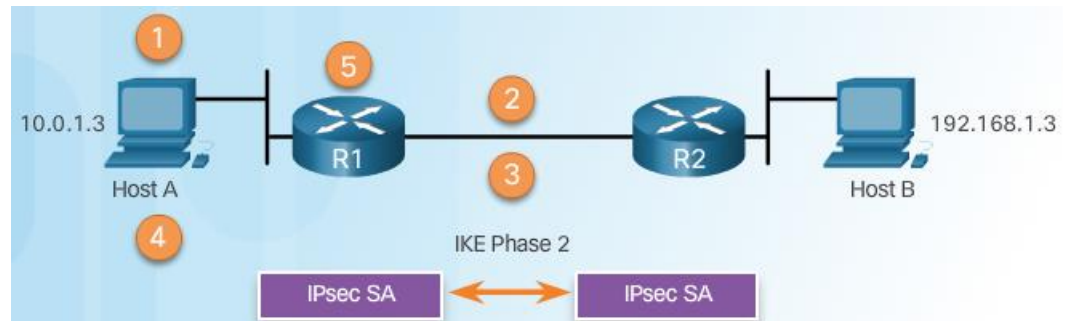 1
5
2
10.0.1.3
192.168.1.3
R1
R2
3
Host A
Host B
4
IKE Phase 2
IPsec SA
IPsec SA